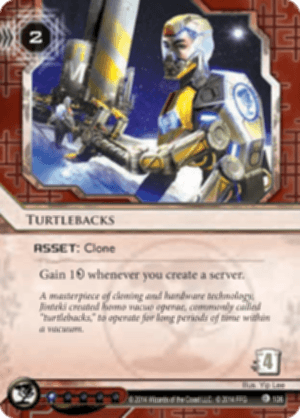 2
TURTLEBACKS
ASSET: Clone
Gain 1 whenever you create a server.
A masterpiece of cloning and hardware technology,
Jinteki created homo vacuo operae, commonly called
"turtlebacks," to operate for long periods of time within
a vacuum.
4
Illus. Yip Lee
© 2014 Wizards of the Coast LLC. © 2014 FFG